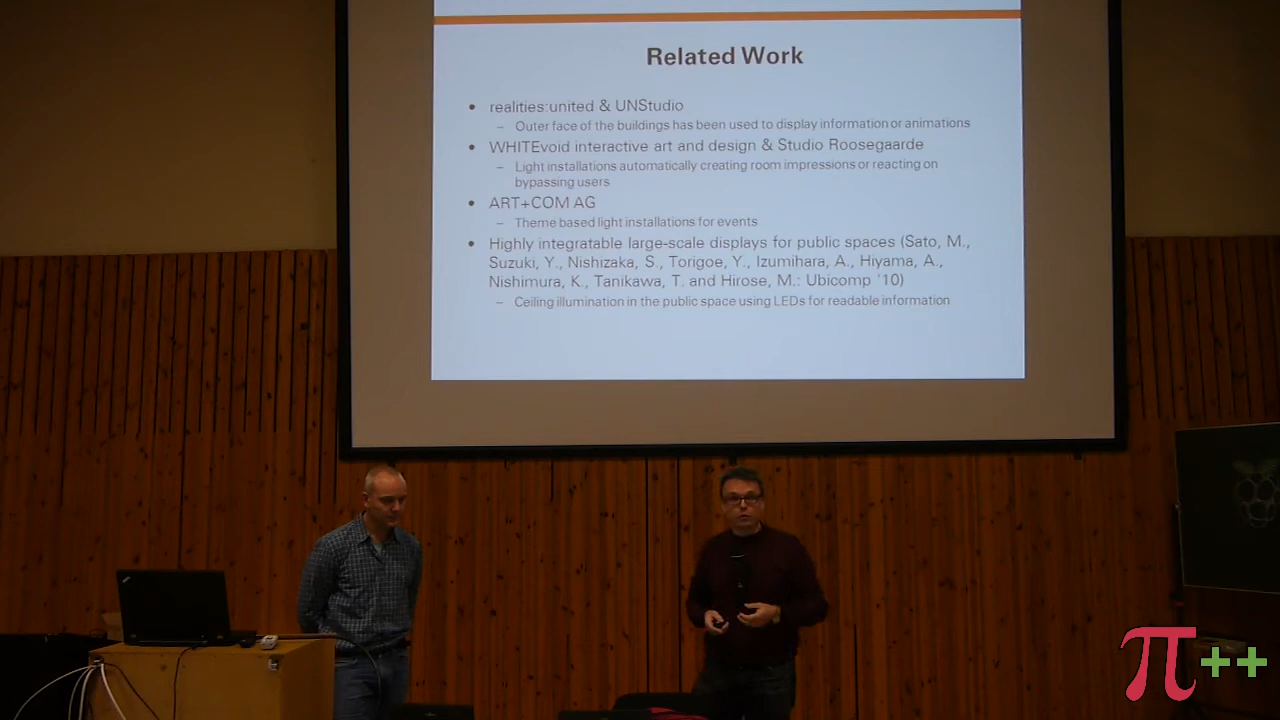 Related Work
• realities:united & UNStudio
– Outer face of the buildings has been used to display information or animations
• WHITEvoid interactive art and design & Studio Roosegaarde
– Light installations automatically creating room impressions or reacting on
bypassing users
• ART+COM AG
– Theme based light installations for events
• Highly integratable large-scale displays for public spaces (Sato, M.,
Suzuki, Y., Nishizaka, S., Torigoe, Y., Izumihara, A., Hiyama, A.,
Nishimura, K., Tanikawa, T. and Hirose, M.: Ubicomp '10)
– Ceiling illumination in the public space using LEDs for readable information
π++